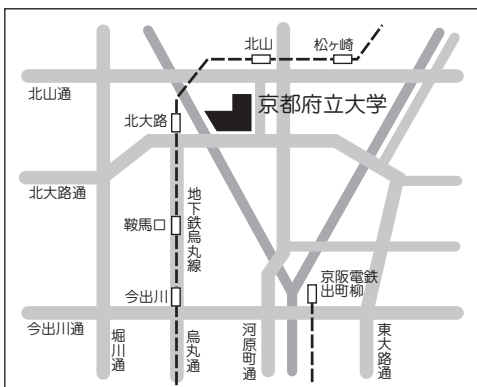 北山
松ヶ崎
北山通
京都府立大学
北大路
北大路通
鞍馬口
地下鉄烏丸線
今出川
京阪電鉄
出町柳
今出川通
堀川通
烏丸通
河原町通
東大路通